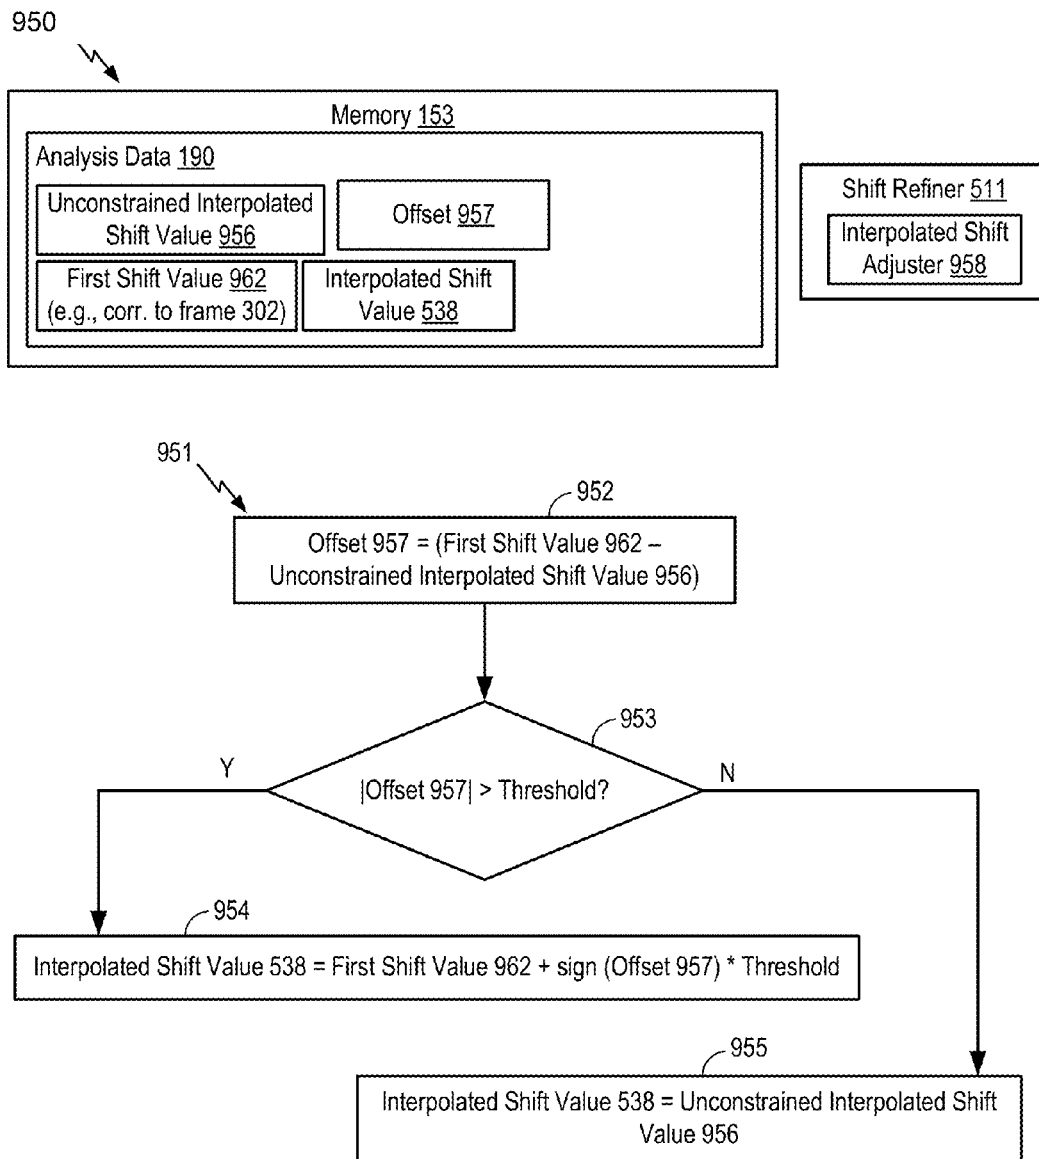 950
Memory 153
Analysis Data 190
Unconstrained Interpolated
Shift Value 956
Offset 957
First Shift Value 962
(e.g., corr. to frame 302)
Interpolated Shift
Value 538
Shift Refiner 511
Interpolated Shift
Adjuster 958
951
952
Offset 957 = (First Shift Value 962 –
Unconstrained Interpolated Shift Value 956)
953
Y
|Offset 957| > Threshold?
N
954
Interpolated Shift Value 538 = First Shift Value 962 + sign (Offset 957) * Threshold
955
Interpolated Shift Value 538 = Unconstrained Interpolated Shift
Value 956